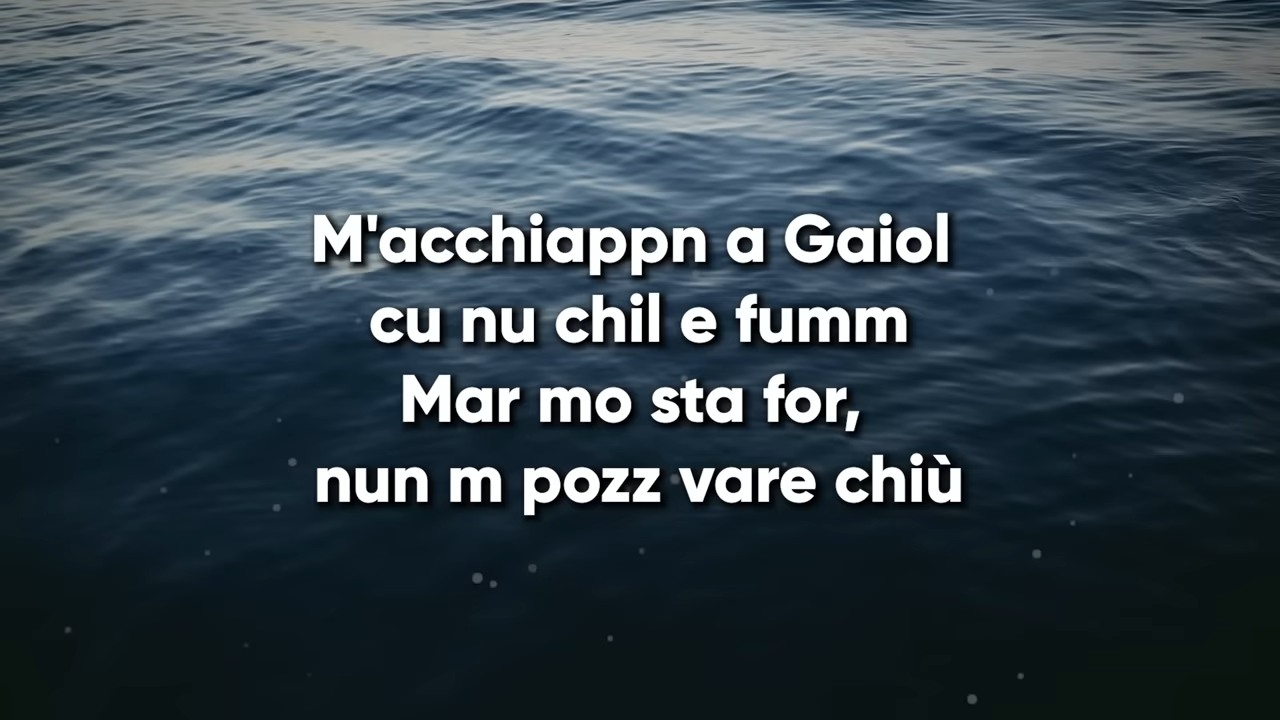 M'acchiappn a Gaiol
cu nu chil e fumm
Mar mo sta for,
nun m pozz vare chiù